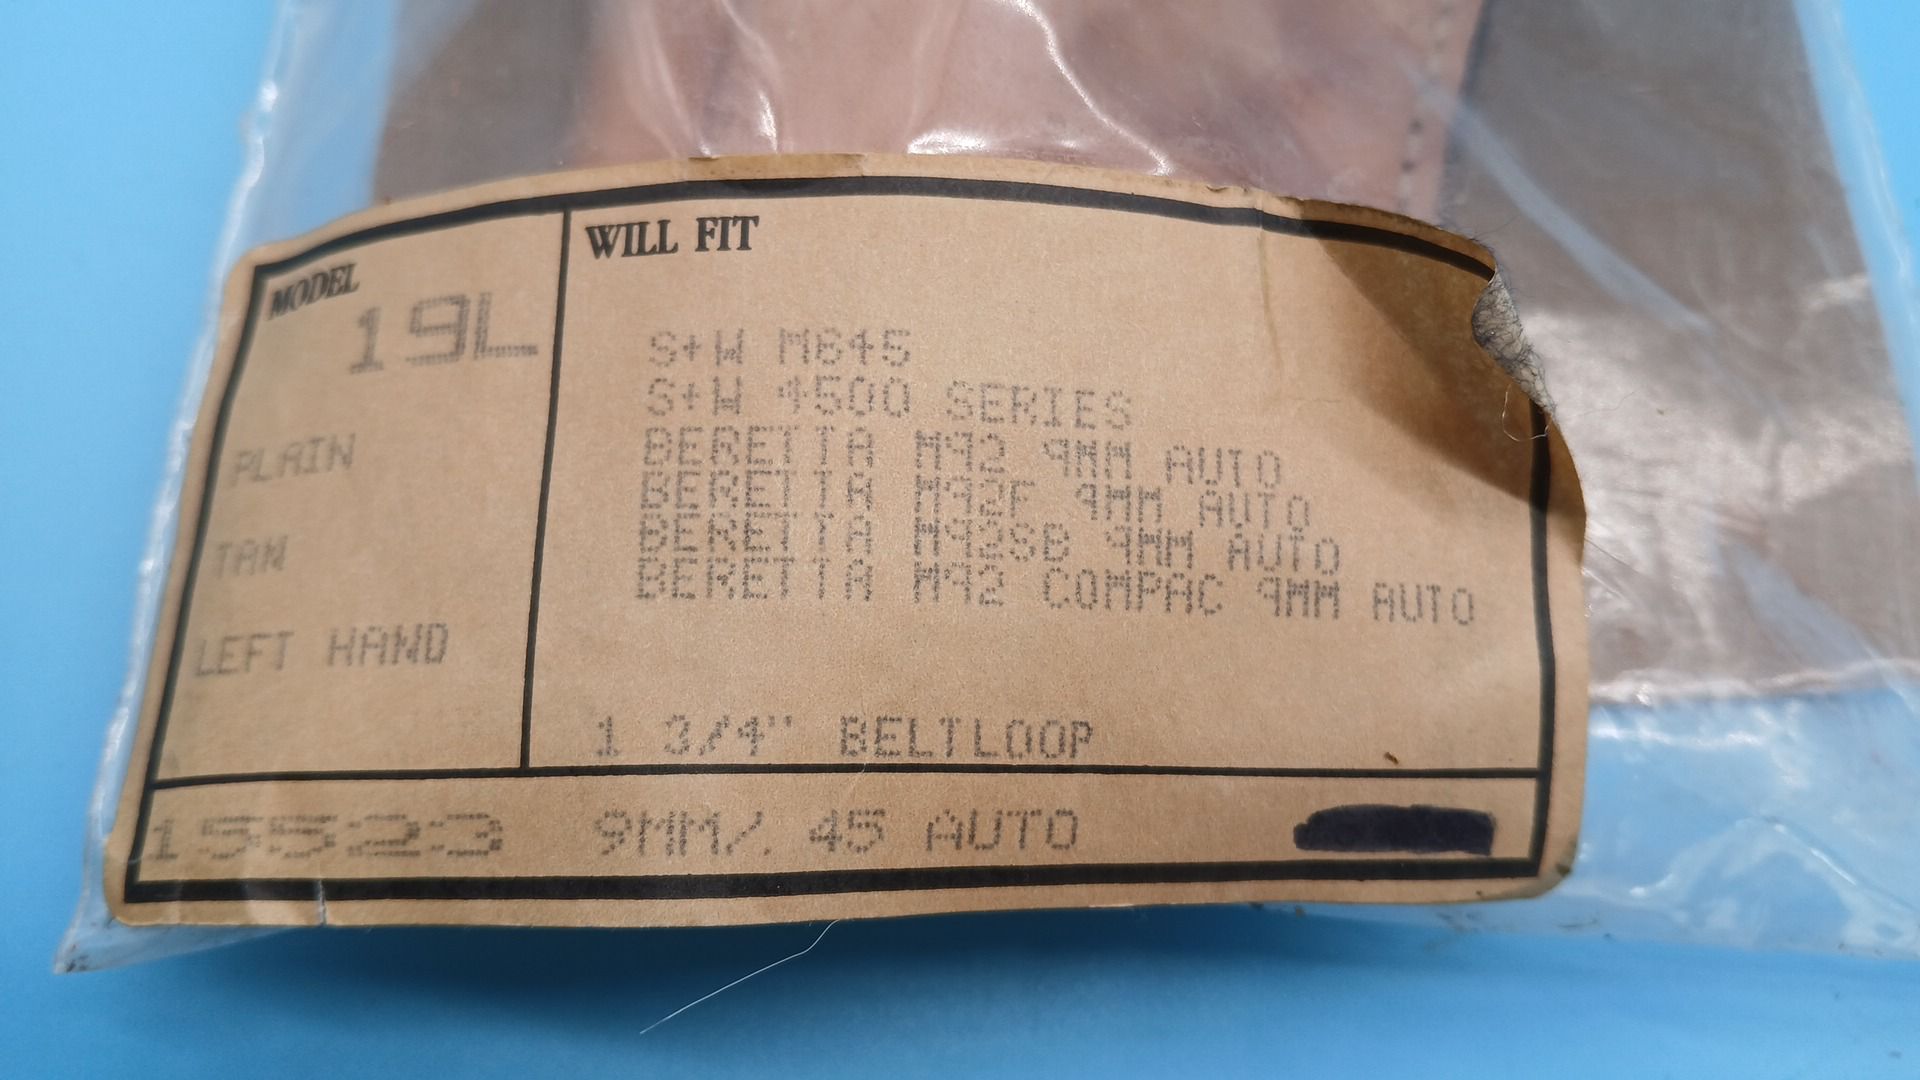 MODEL
19L
PLAIN
TAN
LEFT HAND
WILL FIT
S+W M645
S+W 4500 SERIES
BERETTA M92 9MM AUTO
BERETTA M92F 9MM AUTO
BERETTA M92SB 9MM AUTO
BERETTA M92 COMPAC 9MM AUTO
1 3/4" BELTLOOP
15523 9MM/.45 AUTO